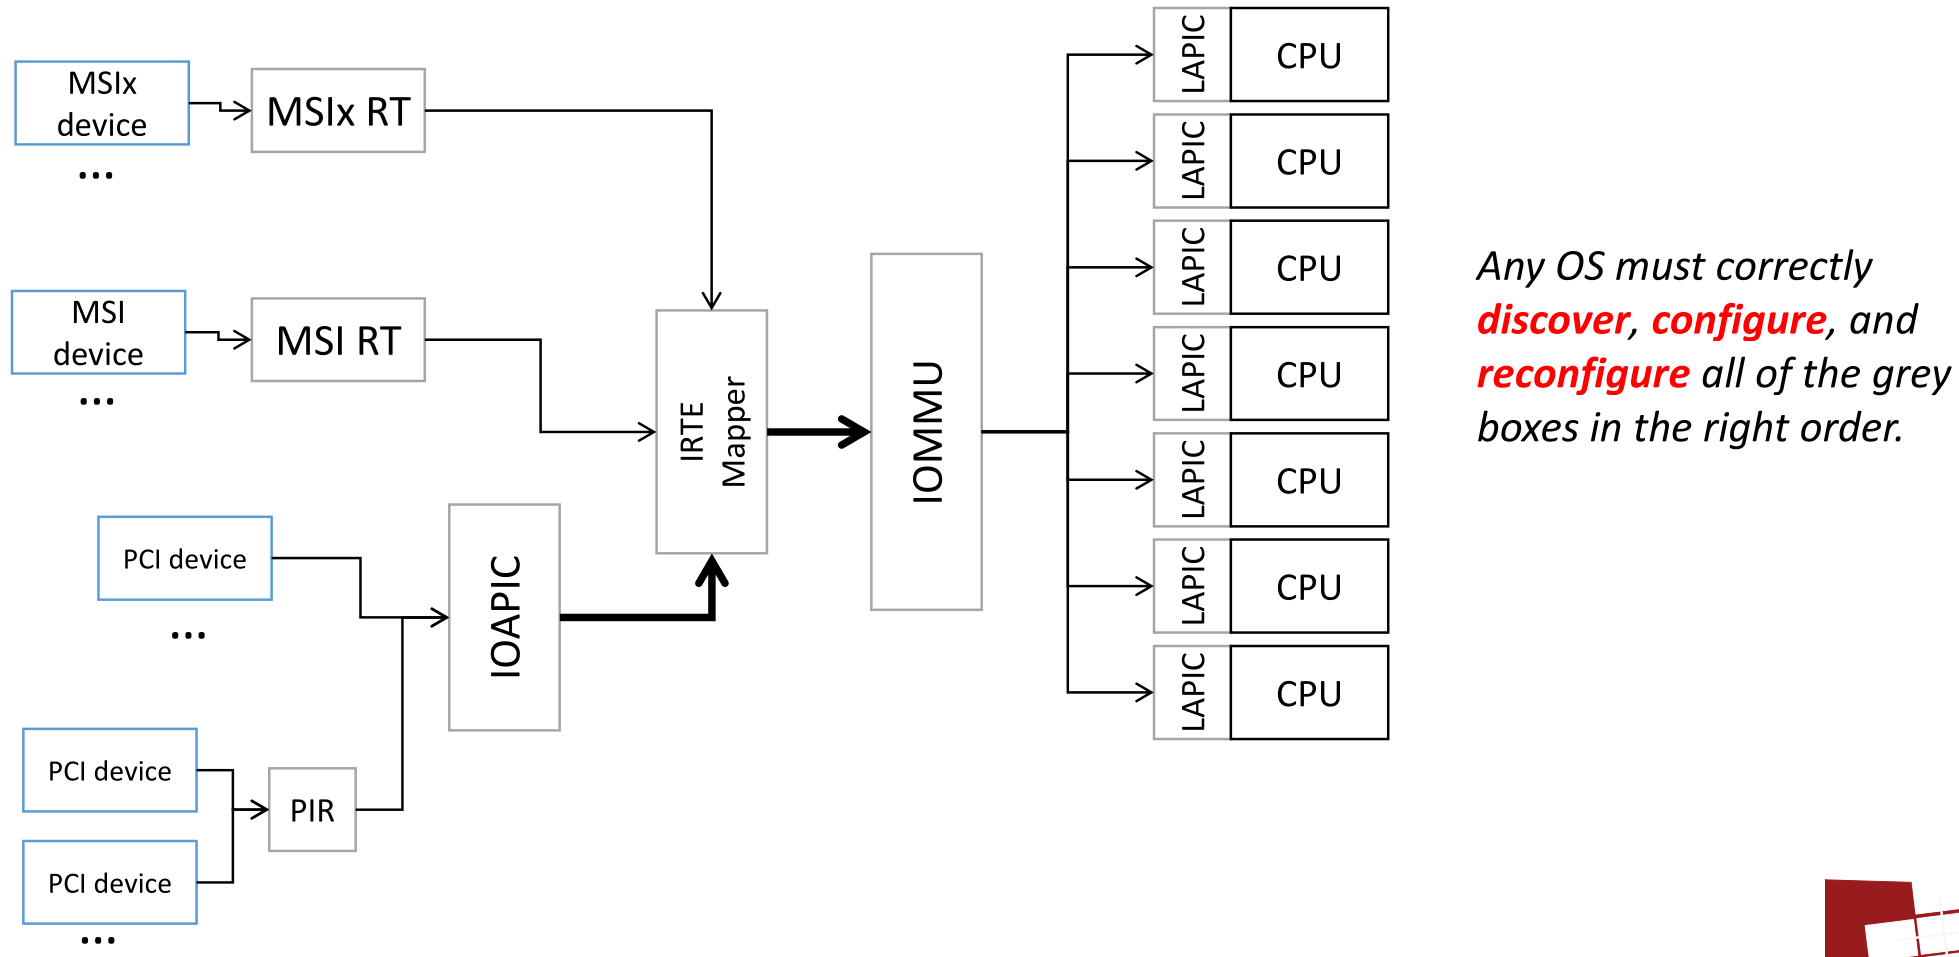 MSIx
device
...
MSIx RT
MSI
device
...
MSI RT
PCI device
...
PCI device
PCI device
...
PIR
IOAPIC
IRTE
Mapper
IOMMU
LAPIC
CPU
LAPIC
CPU
LAPIC
CPU
LAPIC
CPU
LAPIC
CPU
LAPIC
CPU
LAPIC
CPU
Any OS must correctly
discover, configure, and
reconfigure all of the grey
boxes in the right order.